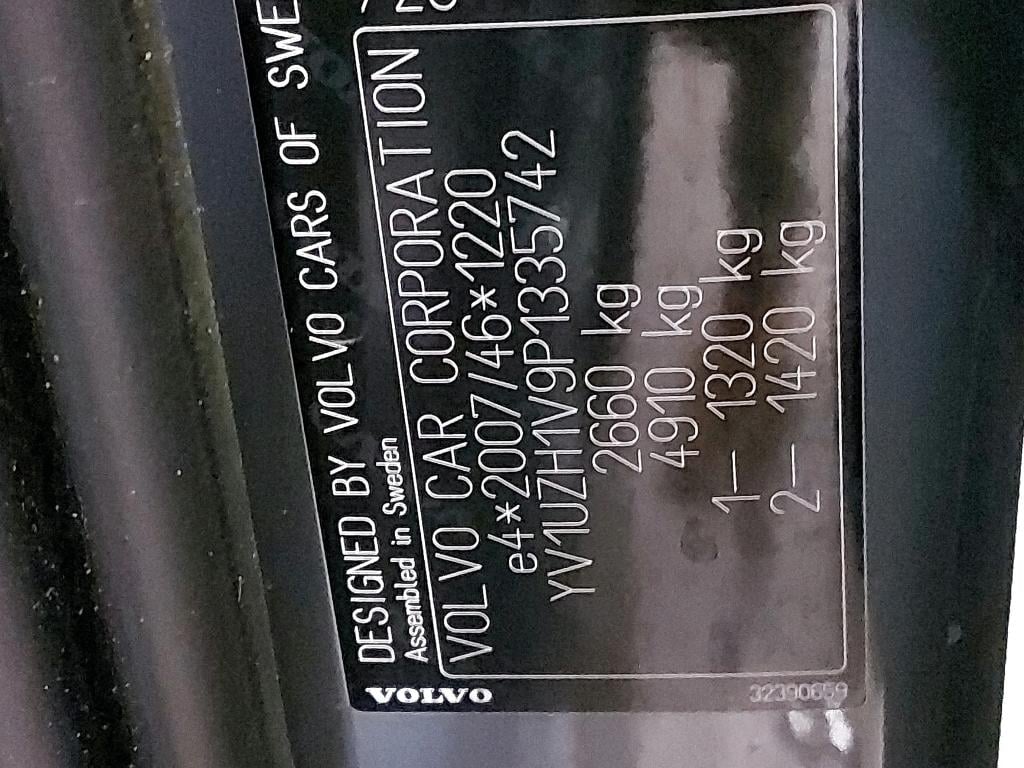 DESIGNED BY VOLVO CARS OF SWE
Assembled in Sweden
VOLVO CAR CORPORATION
e4*2007/46*1220
YV1UZH1V9P1335742
2660 kg
4910 kg
1– 1320 kg
2– 1420 kg
VOLVO
32390659